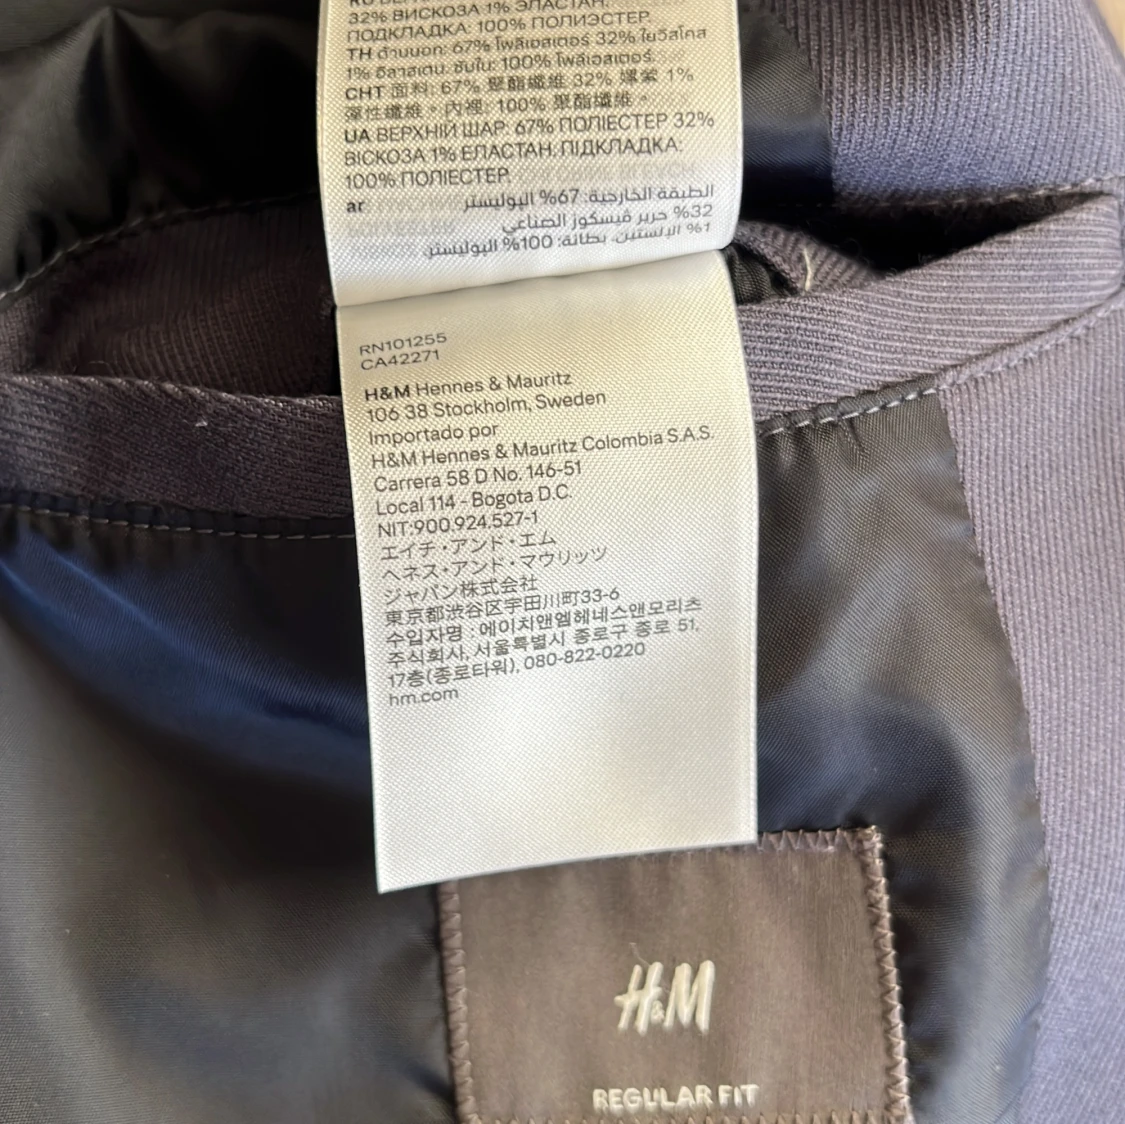 32% ВИСКОЗА 1% ЭЛАСТАН.
ПОДКЛАДКА: 100% ПОЛИЭСТЕР.
TH ด้านนอก: 67% โพลีเอสเตอร์ 32% ใยวิสโคส
1% อีลาสเตน. ซับใน: 100% โพลีเอสเตอร์.
CHT 面料: 67% 聚酯纖維 32% 嫘縈 1%
彈性纖維。內裡: 100% 聚酯纖維。
UA ВЕРХНІЙ ШАР: 67% ПОЛІЕСТЕР 32%
ВІСКОЗА 1% ЕЛАСТАН. ПІДКЛАДКА:
100% ПОЛІЕСТЕР.
ar الطبقة الخارجية: 67% البوليستر
32% حرير فيسكوز الصناعي
1% الإلستين. بطانة: 100% البوليستر.
RN101255
CA42271
H&M Hennes & Mauritz
106 38 Stockholm, Sweden
Importado por
H&M Hennes & Mauritz Colombia S.A.S.
Carrera 58 D No. 146-51
Local 114 - Bogota D.C.
NIT:900.924.527-1
エイチ・アンド・エム
ヘネス・アンド・マウリッツ
ジャパン株式会社
東京都渋谷区宇田川町33-6
수입자명 : 에이치앤엠헤네스앤모리츠
주식회사, 서울특별시 종로구 종로 51,
17층(종로타워), 080-822-0220
hm.com
H&M
REGULAR FIT